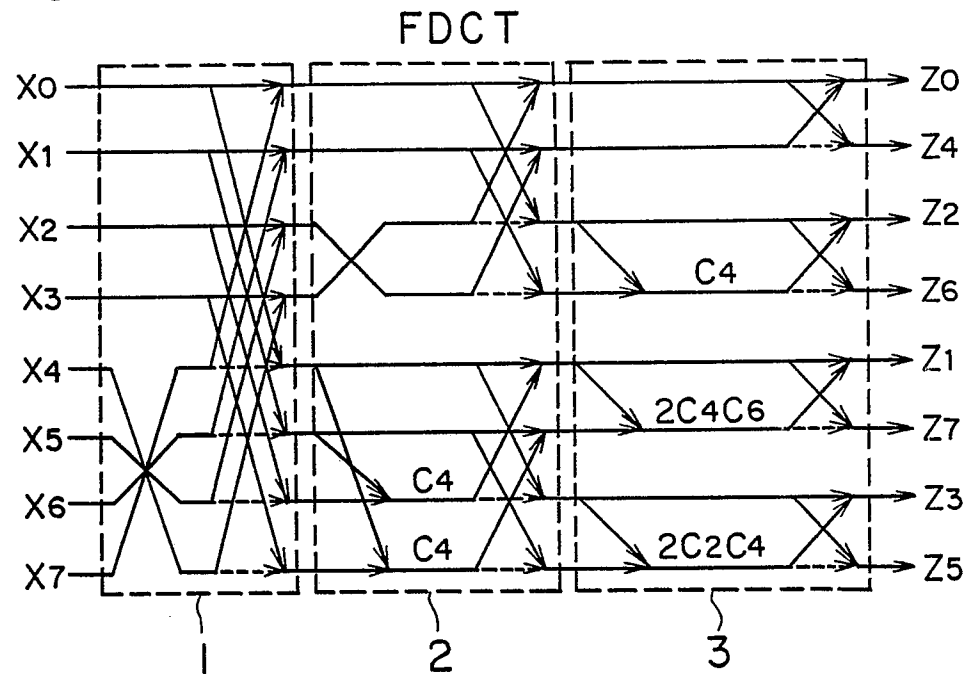 FDCT
X0 Z0
X1 Z4
X2 Z2
X3 C4 Z6
X4 Z1
X5 2C4C6 Z7
X6 C4 Z3
X7 C4 2C2C4 Z5
1 2 3